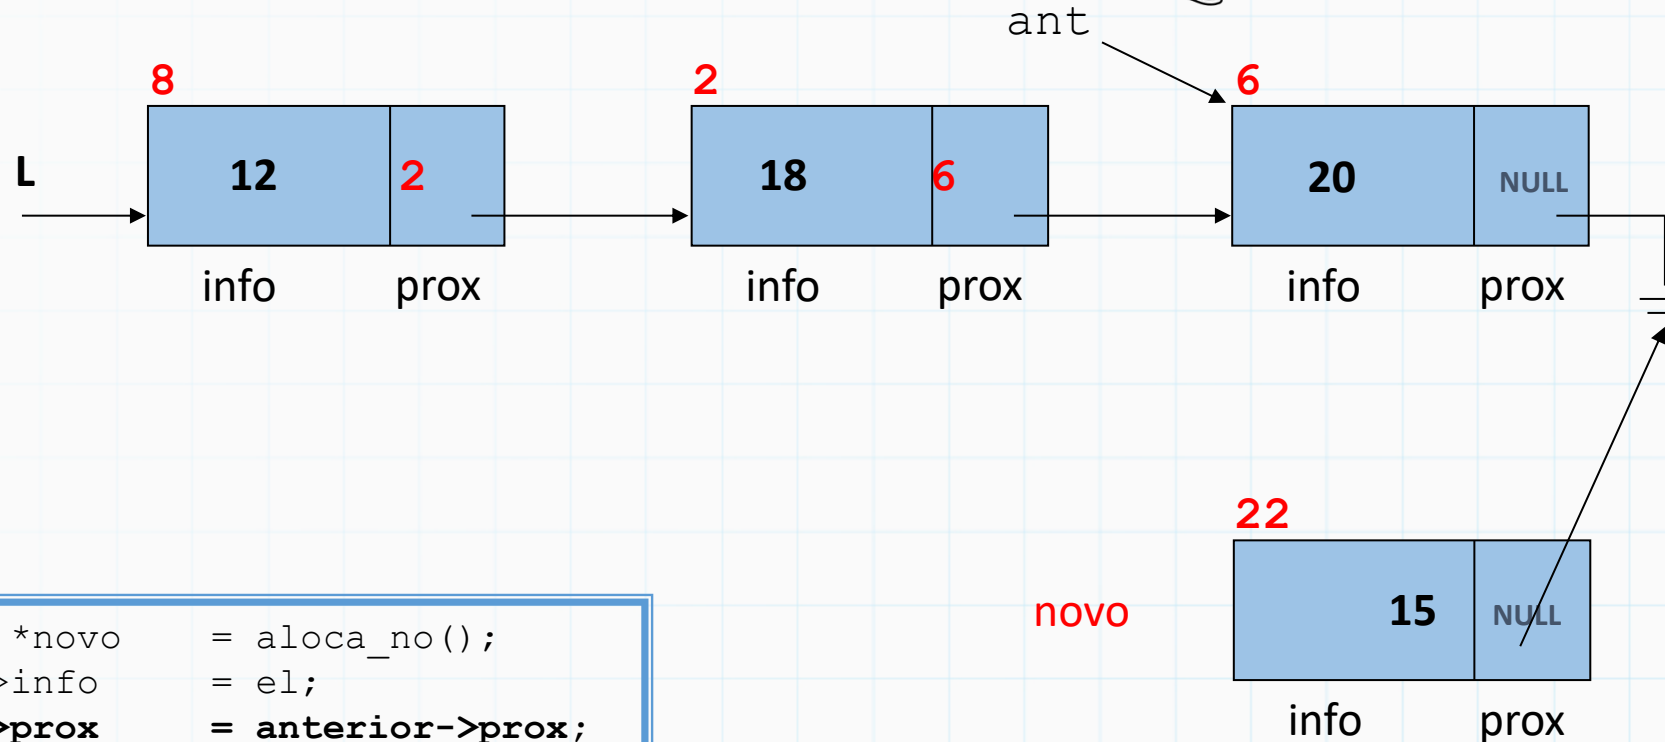 ant
8 2 6
L 12 2 18 6 20 NULL
info prox info prox info prox
22
novo 15 NULL
info prox
*novo = aloca_no();
>info = el;
>prox = anterior->prox;